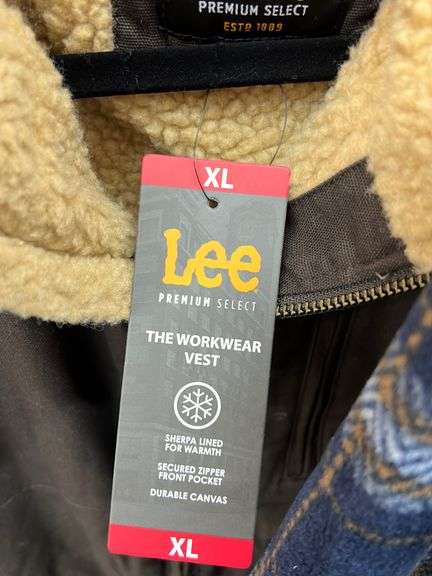 PREMIUM SELECT
ESTD 1889
XL
Lee
PREMIUM SELECT
THE WORKWEAR
VEST
SHERPA LINED
FOR WARMTH
SECURED ZIPPER
FRONT POCKET
DURABLE CANVAS
XL